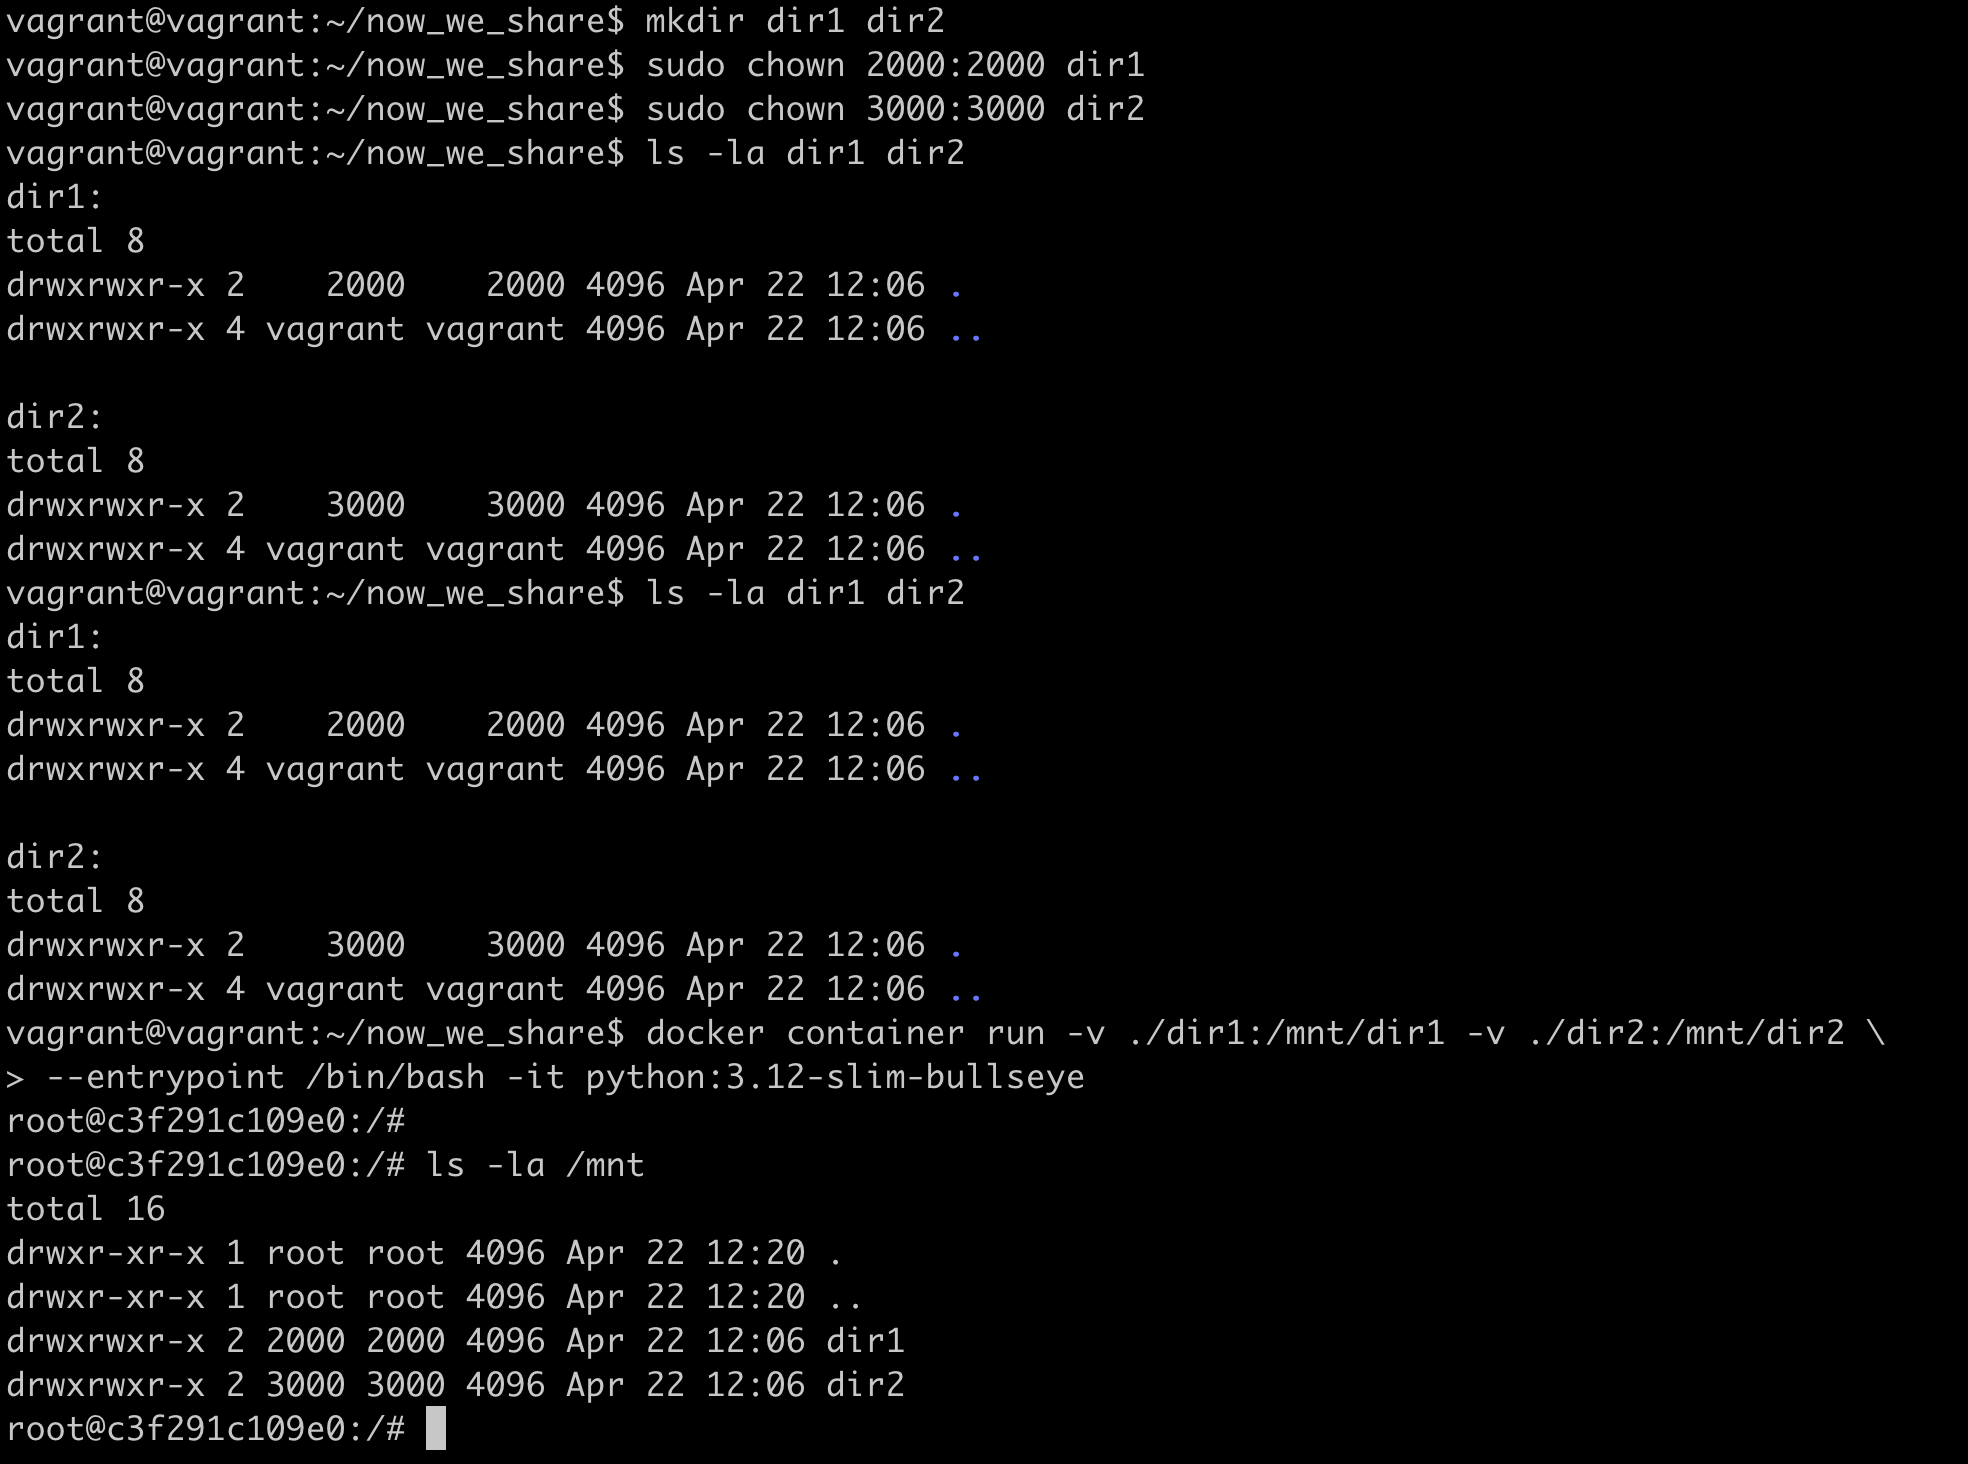 vagrant@vagrant:~/now_we_share$ mkdir dir1 dir2
vagrant@vagrant:~/now_we_share$ sudo chown 2000:2000 dir1
vagrant@vagrant:~/now_we_share$ sudo chown 3000:3000 dir2
vagrant@vagrant:~/now_we_share$ ls -la dir1 dir2
dir1:
total 8
drwxrwxr-x 2    2000    2000 4096 Apr 22 12:06 .
drwxrwxr-x 4 vagrant vagrant 4096 Apr 22 12:06 ..

dir2:
total 8
drwxrwxr-x 2    3000    3000 4096 Apr 22 12:06 .
drwxrwxr-x 4 vagrant vagrant 4096 Apr 22 12:06 ..
vagrant@vagrant:~/now_we_share$ ls -la dir1 dir2
dir1:
total 8
drwxrwxr-x 2    2000    2000 4096 Apr 22 12:06 .
drwxrwxr-x 4 vagrant vagrant 4096 Apr 22 12:06 ..

dir2:
total 8
drwxrwxr-x 2    3000    3000 4096 Apr 22 12:06 .
drwxrwxr-x 4 vagrant vagrant 4096 Apr 22 12:06 ..
vagrant@vagrant:~/now_we_share$ docker container run -v ./dir1:/mnt/dir1 -v ./dir2:/mnt/dir2 \
> --entrypoint /bin/bash -it python:3.12-slim-bullseye
root@c3f291c109e0:/#
root@c3f291c109e0:/# ls -la /mnt
total 16
drwxr-xr-x 1 root root 4096 Apr 22 12:20 .
drwxr-xr-x 1 root root 4096 Apr 22 12:20 ..
drwxrwxr-x 2 2000 2000 4096 Apr 22 12:06 dir1
drwxrwxr-x 2 3000 3000 4096 Apr 22 12:06 dir2
root@c3f291c109e0:/#